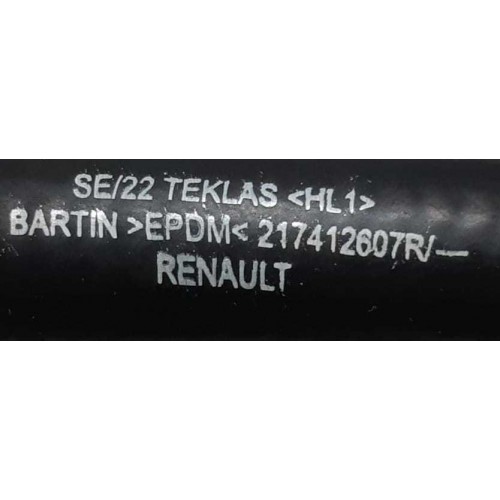 SE/22 TEKLAS <HL1>
BARTIN >EPDM< 217412607R/—
RENAULT